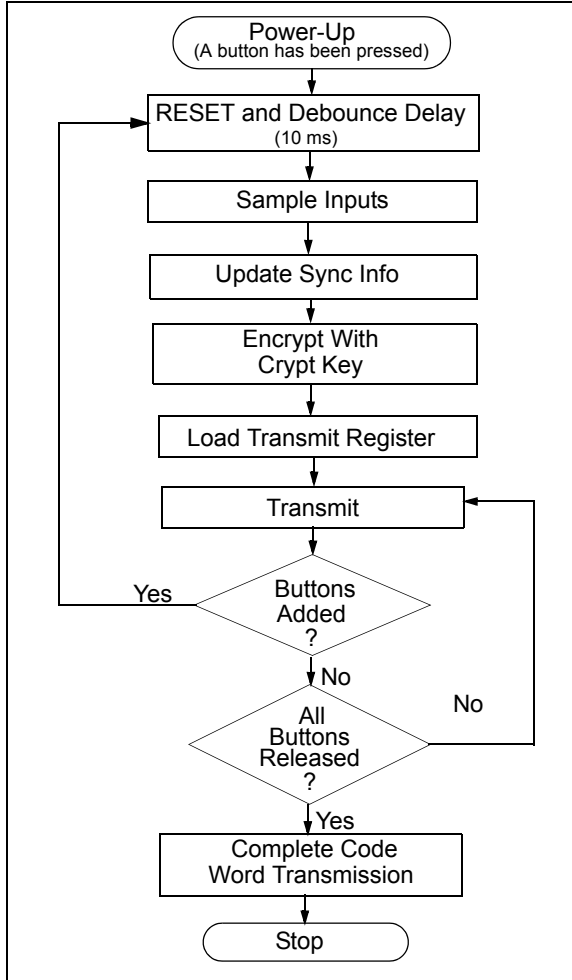 Power-Up
(A button has been pressed)
RESET and Debounce Delay
(10 ms)
Sample Inputs
Update Sync Info
Encrypt With
Crypt Key
Load Transmit Register
Transmit
Yes
Buttons
Added
?
No
No
All
Buttons
Released
?
Yes
Complete Code
Word Transmission
Stop